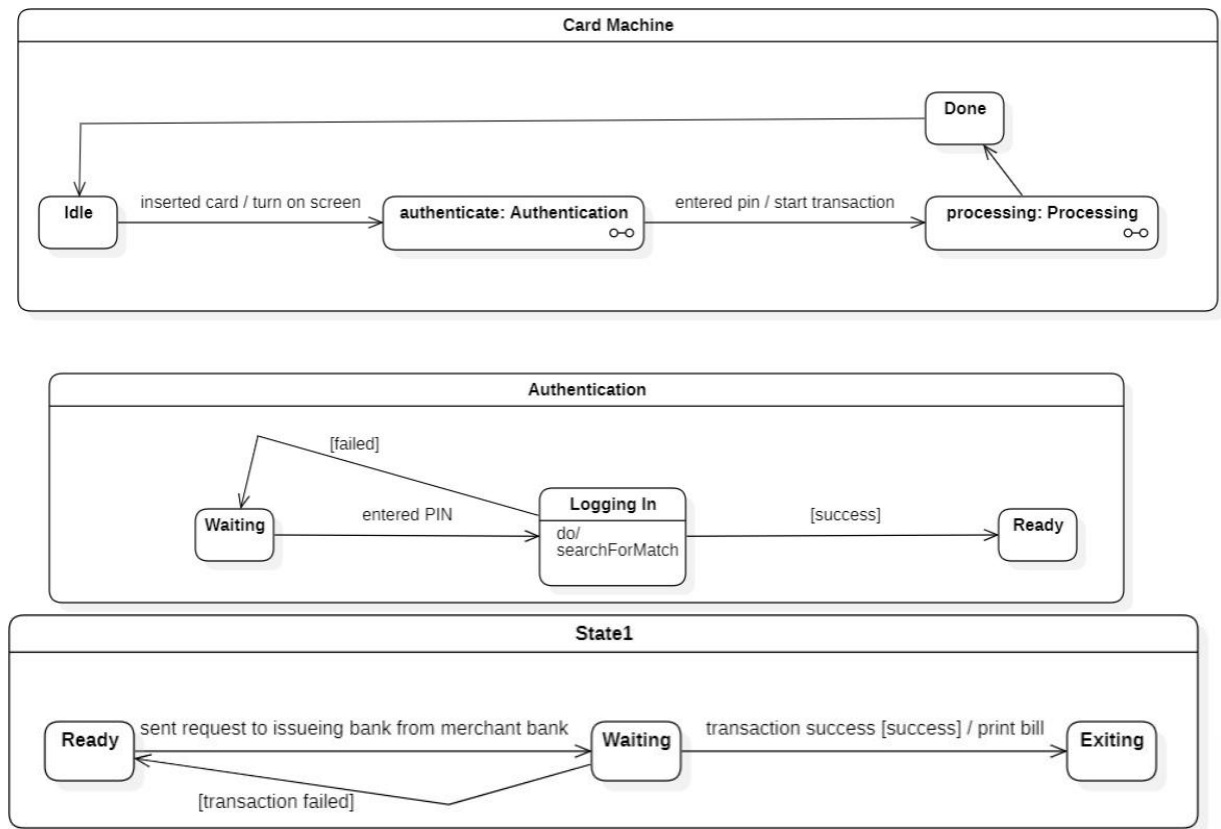 Card Machine
Done
Idle
inserted card / turn on screen
authenticate: Authentication
entered pin / start transaction
processing: Processing
Authentication
[failed]
Waiting
entered PIN
Logging In
do/
searchForMatch
[success]
Ready
State1
Ready
sent request to issueing bank from merchant bank
Waiting
transaction success [success] / print bill
Exiting
[transaction failed]